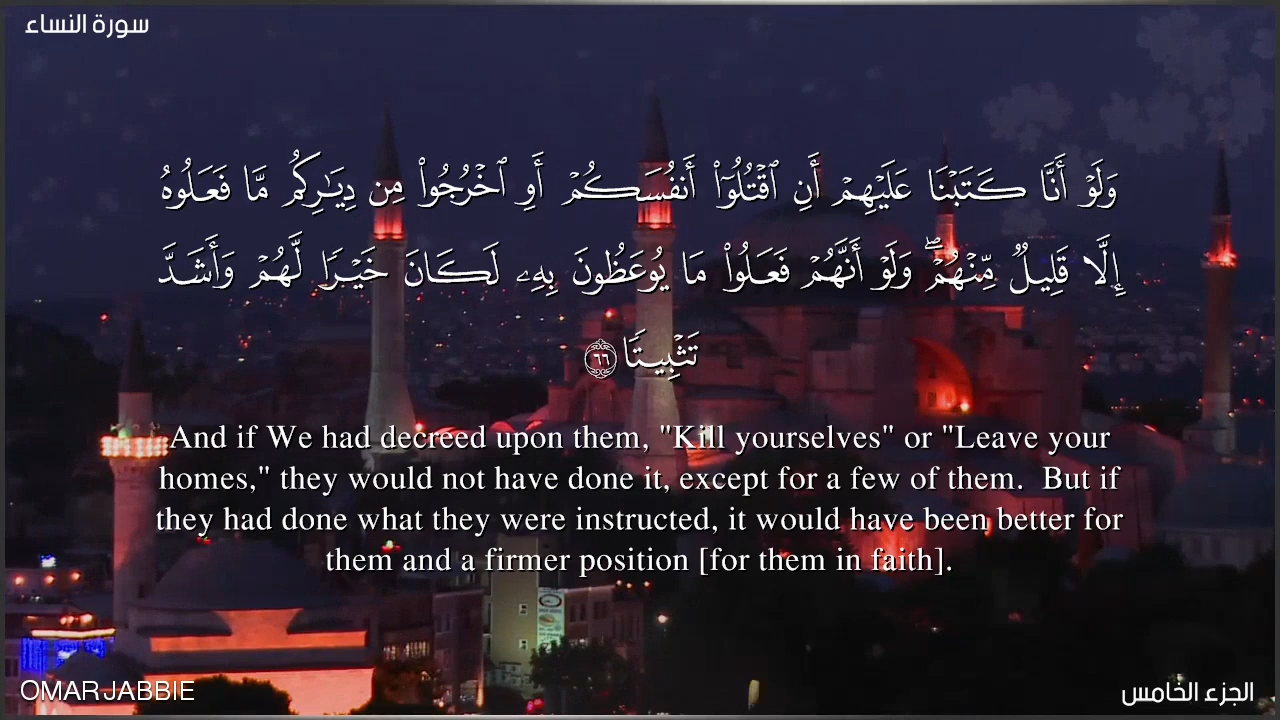 سورة النساء
وَلَوْ أَنَّا كَتَبْنَا عَلَيْهِمْ أَنِ ٱقْتُلُوٓا۟ أَنفُسَكُمْ أَوِ ٱخْرُجُوا۟ مِن دِيَـٰرِكُم مَّا فَعَلُوهُ
إِلَّا قَلِيلٌ مِّنْهُمْ ۖ وَلَوْ أَنَّهُمْ فَعَلُوا۟ مَا يُوعَظُونَ بِهِۦ لَكَانَ خَيْرًا لَّهُمْ وَأَشَدَّ
تَثْبِيتًا ٦٦
And if We had decreed upon them, "Kill yourselves" or "Leave your
homes," they would not have done it, except for a few of them.  But if
they had done what they were instructed, it would have been better for
them and a firmer position [for them in faith].
OMAR JABBIE
الجزء الخامس